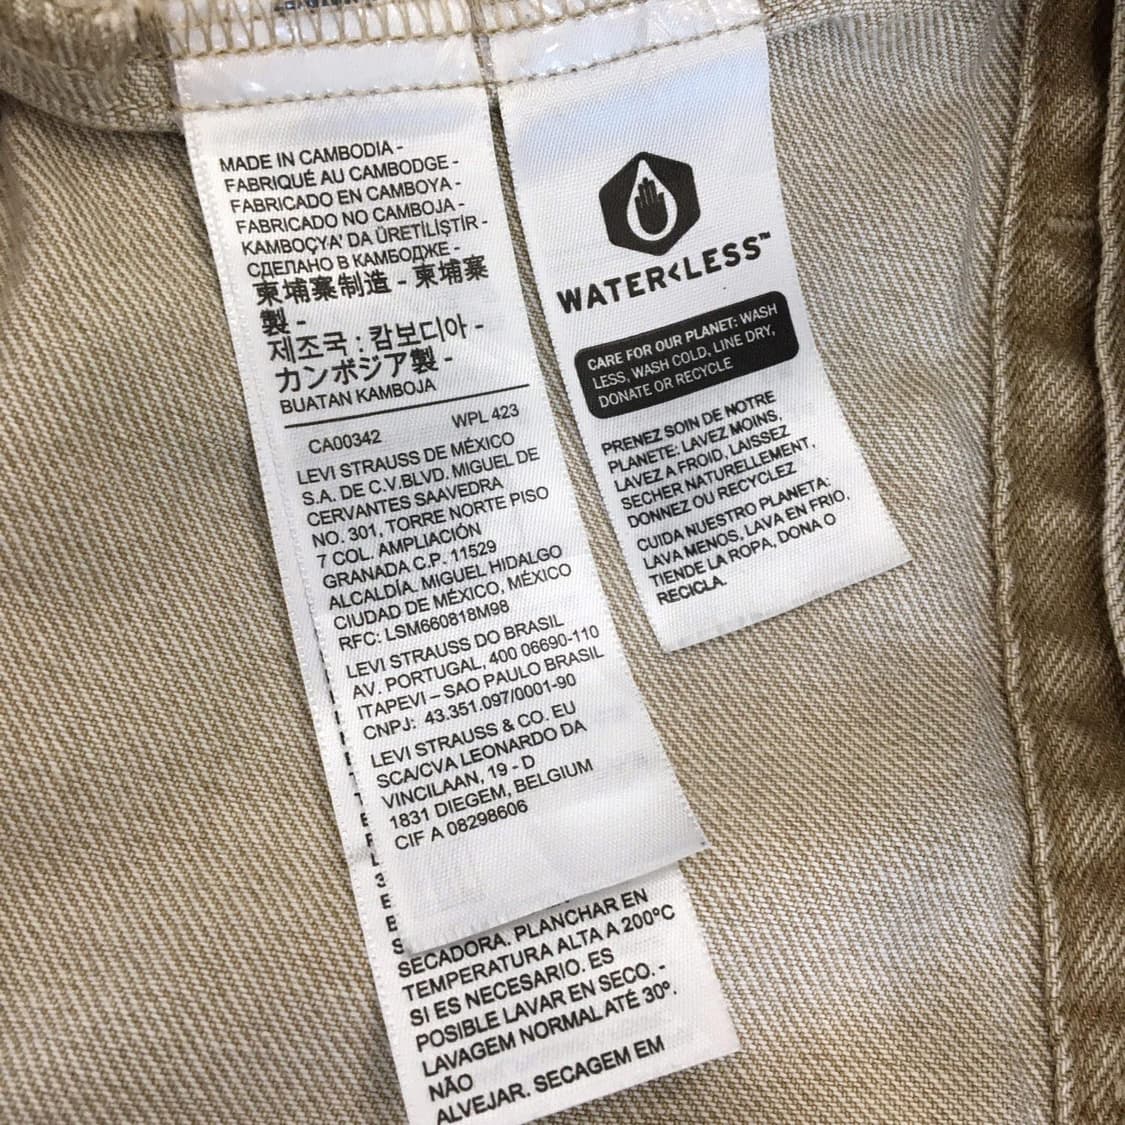 MADE IN CAMBODIA -
FABRIQUÉ AU CAMBODGE -
FABRICADO EN CAMBOYA -
FABRICADO NO CAMBOJA -
KAMBOÇYA' DA ÜRETİLİŞTİR -
СДЕЛАНО В КАМБОДЖЕ -
柬埔寨制造 - 柬埔寨
製 -
제조국 : 캄보디아 -
カンボジア製 -
BUATAN KAMBOJA
CA00342 WPL 423
LEVI STRAUSS DE MÉXICO
S.A. DE C.V.BLVD. MIGUEL DE
CERVANTES SAAVEDRA
NO. 301, TORRE NORTE PISO
7 COL. AMPLIACIÓN
GRANADA C.P. 11529
ALCALDÍA. MIGUEL HIDALGO
CIUDAD DE MÉXICO, MÉXICO
RFC: LSM660818M98
LEVI STRAUSS DO BRASIL
AV. PORTUGAL, 400 06690-110
ITAPEVI – SAO PAULO BRASIL
CNPJ: 43.351.097/0001-90
LEVI STRAUSS & CO. EU
SCA/CVA LEONARDO DA
VINCILAAN, 19 - D
1831 DIEGEM, BELGIUM
CIF A 08298606
SECADORA. PLANCHAR EN
TEMPERATURA ALTA A 200ºC
SI ES NECESARIO. ES
POSIBLE LAVAR EN SECO. -
LAVAGEM NORMAL ATÉ 30º.
NÃO
ALVEJAR. SECAGEM EM
WATER<LESS™
CARE FOR OUR PLANET: WASH
LESS, WASH COLD, LINE DRY,
DONATE OR RECYCLE
PRENEZ SOIN DE NOTRE
PLANETE: LAVEZ MOINS,
LAVEZ A FROID, LAISSEZ
SECHER NATURELLEMENT,
DONNEZ OU RECYCLEZ
CUIDA NUESTRO PLANETA:
LAVA MENOS, LAVA EN FRIO,
TIENDE LA ROPA, DONA O
RECICLA.